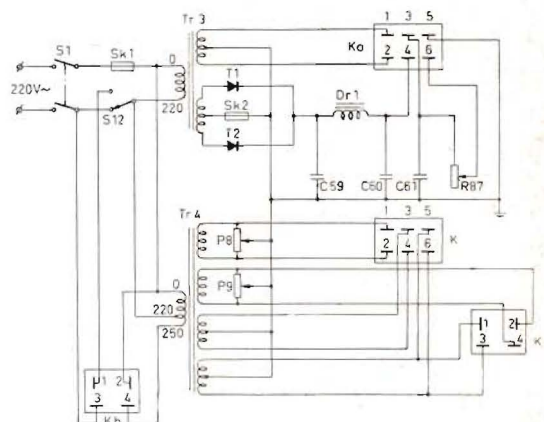 Tr 3
1 3 5
S1
Sk1
0
Ka
2 4 6
T1
220V~
220
Sk2
Dr1
S12
T2
C59
C60
C61
R87
Tr 4
1 3 5
P8
2 4 6
K
0
P9
220
1 2
3 4
K
250
1 2
3 4
Kb